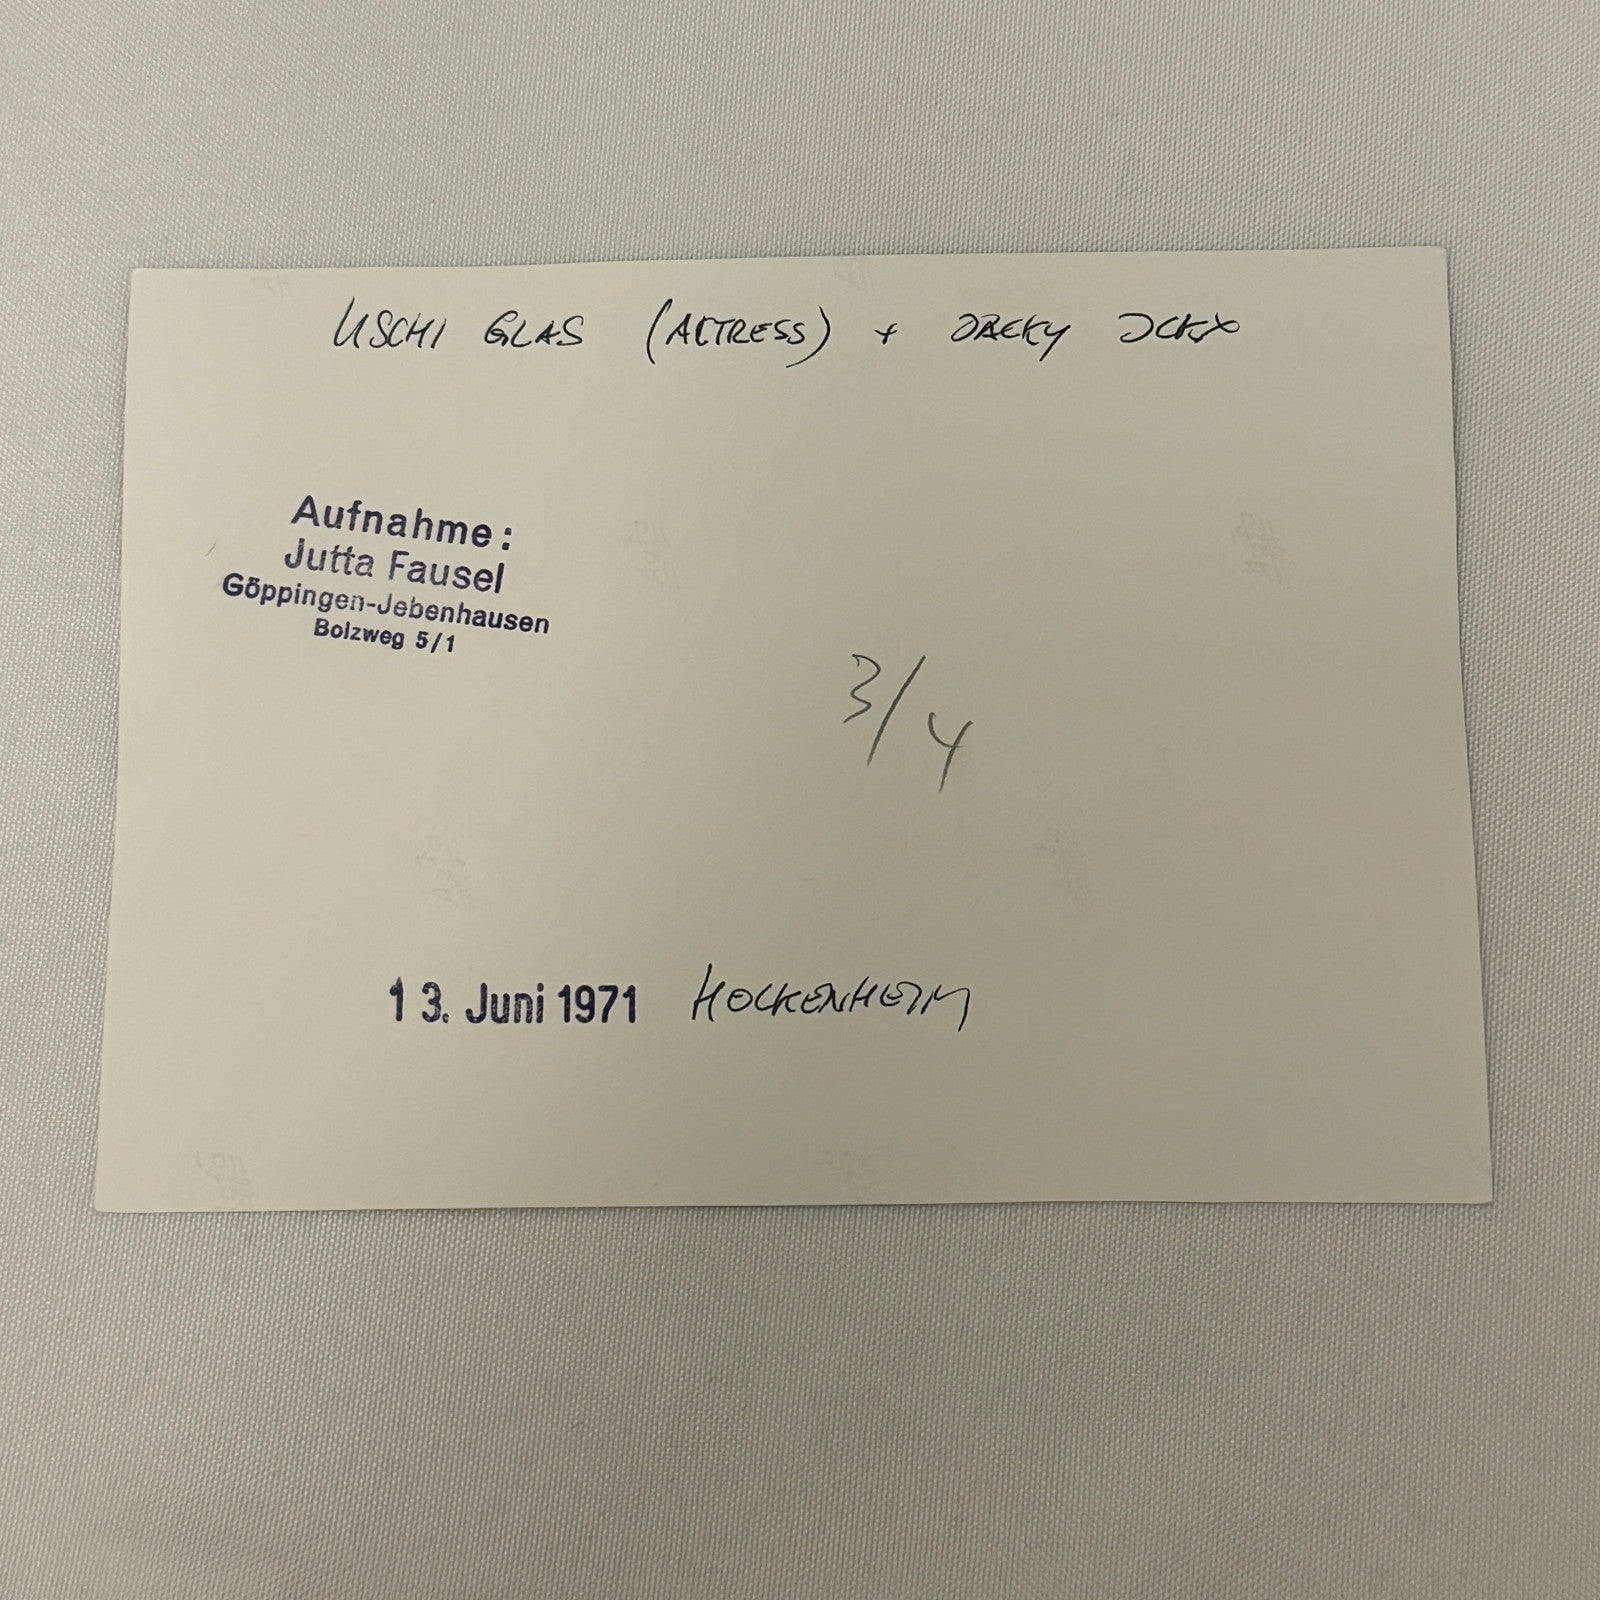 USCHI GLAS (ACTRESS) + JACKY ICKX
Aufnahme:
Jutta Fausel
Göppingen-Jebenhausen
Bolzweg 5/1
3/4
13. Juni 1971 HOCKENHEIM